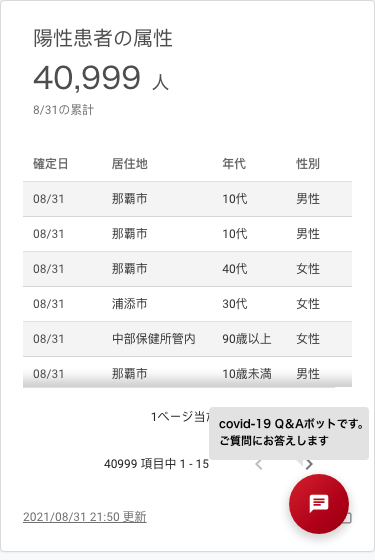 陽性患者の属性
40,999 人
8/31の累計
確定日 居住地 年代 性別
08/31 那覇市 10代 男性
08/31 那覇市 10代 男性
08/31 那覇市 40代 女性
08/31 浦添市 30代 女性
08/31 中部保健所管内 90歳以上 女性
08/31 那覇市 10歳未満 男性
1ページ当
covid-19 Q&Aボットです。
ご質問にお答えします
40999 項目中 1 - 15
2021/08/31 21:50 更新